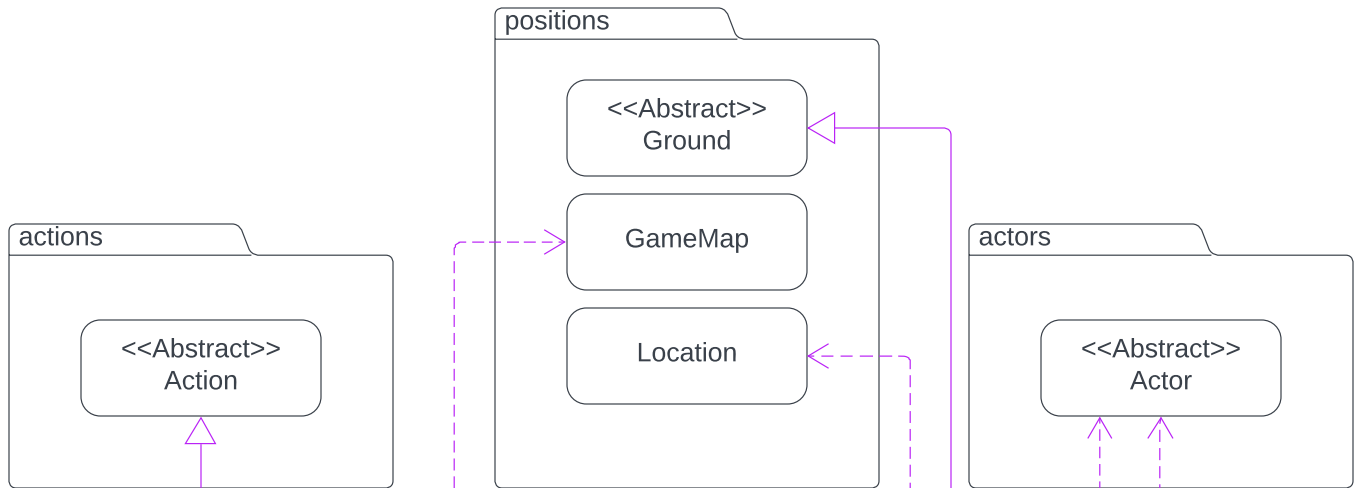 positions
<<Abstract>>
Ground
GameMap
Location
actions
<<Abstract>>
Action
actors
<<Abstract>>
Actor